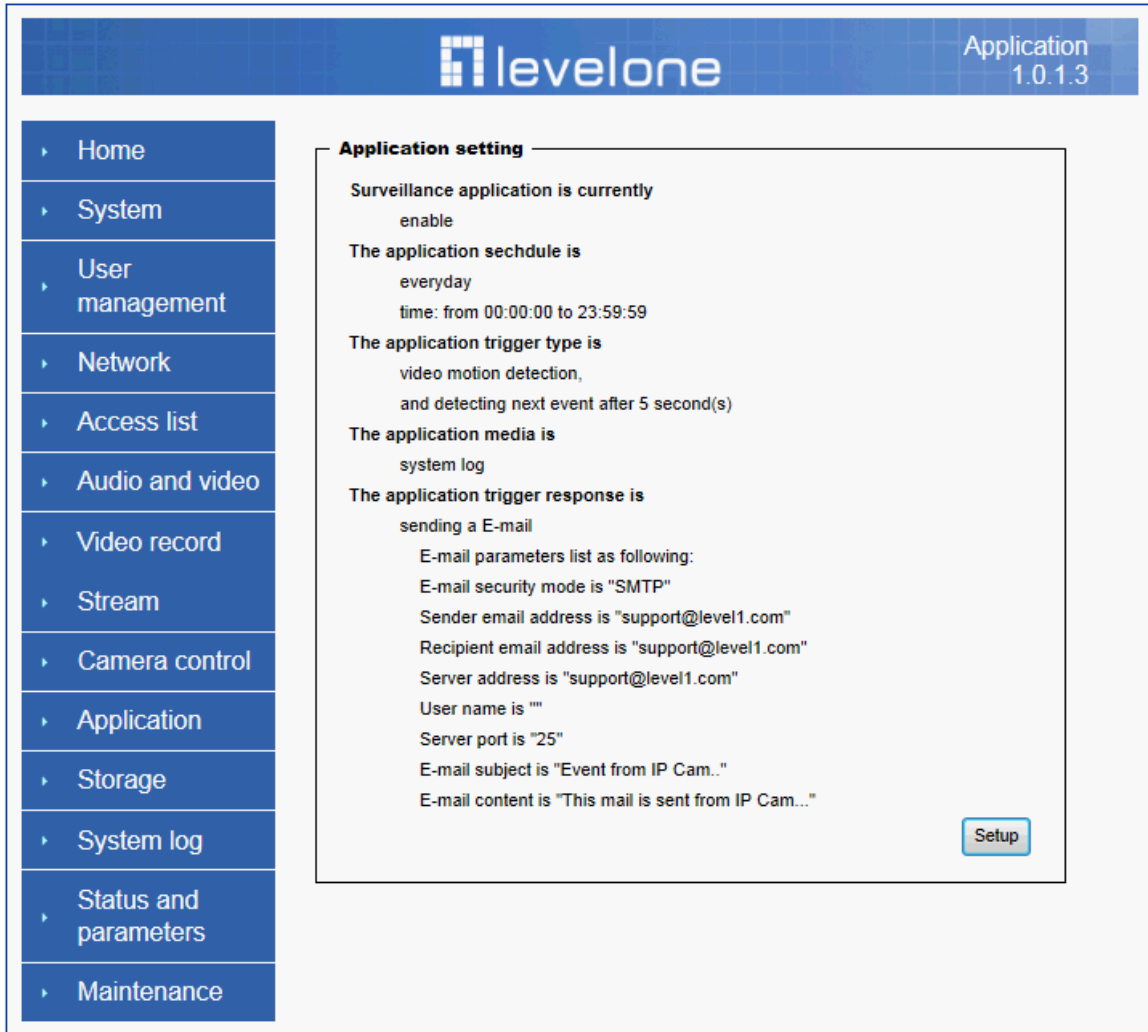 levelone
Application
1.0.1.3
Home
System
User
management
Network
Access list
Audio and video
Video record
Stream
Camera control
Application
Storage
System log
Status and
parameters
Maintenance
Application setting
Surveillance application is currently
enable
The application sechdule is
everyday
time: from 00:00:00 to 23:59:59
The application trigger type is
video motion detection,
and detecting next event after 5 second(s)
The application media is
system log
The application trigger response is
sending a E-mail
E-mail parameters list as following:
E-mail security mode is "SMTP"
Sender email address is "support@level1.com"
Recipient email address is "support@level1.com"
Server address is "support@level1.com"
User name is ""
Server port is "25"
E-mail subject is "Event from IP Cam.."
E-mail content is "This mail is sent from IP Cam..."
Setup